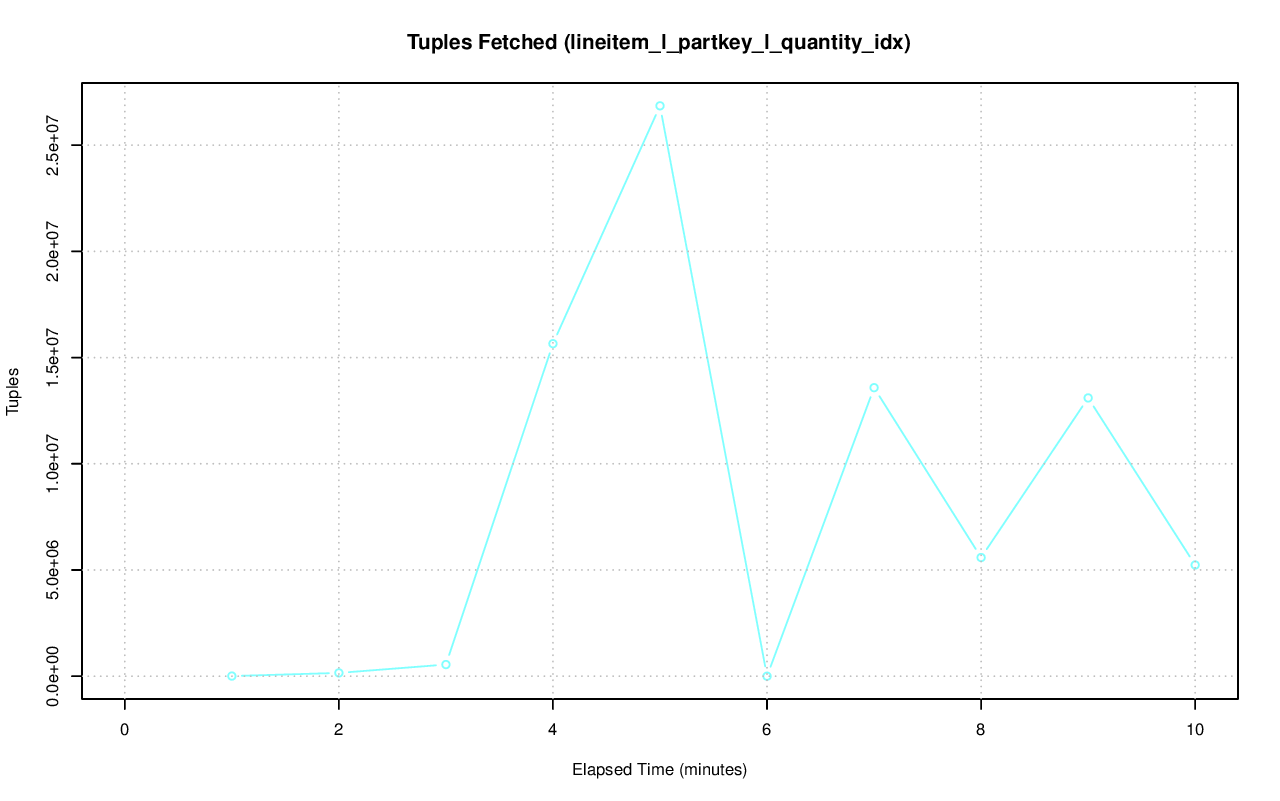 Tuples Fetched (lineitem_l_partkey_l_quantity_idx)
Tuples
2.5e+07
2.0e+07
1.5e+07
1.0e+07
5.0e+06
0.0e+00
0 2 4 6 8 10
Elapsed Time (minutes)